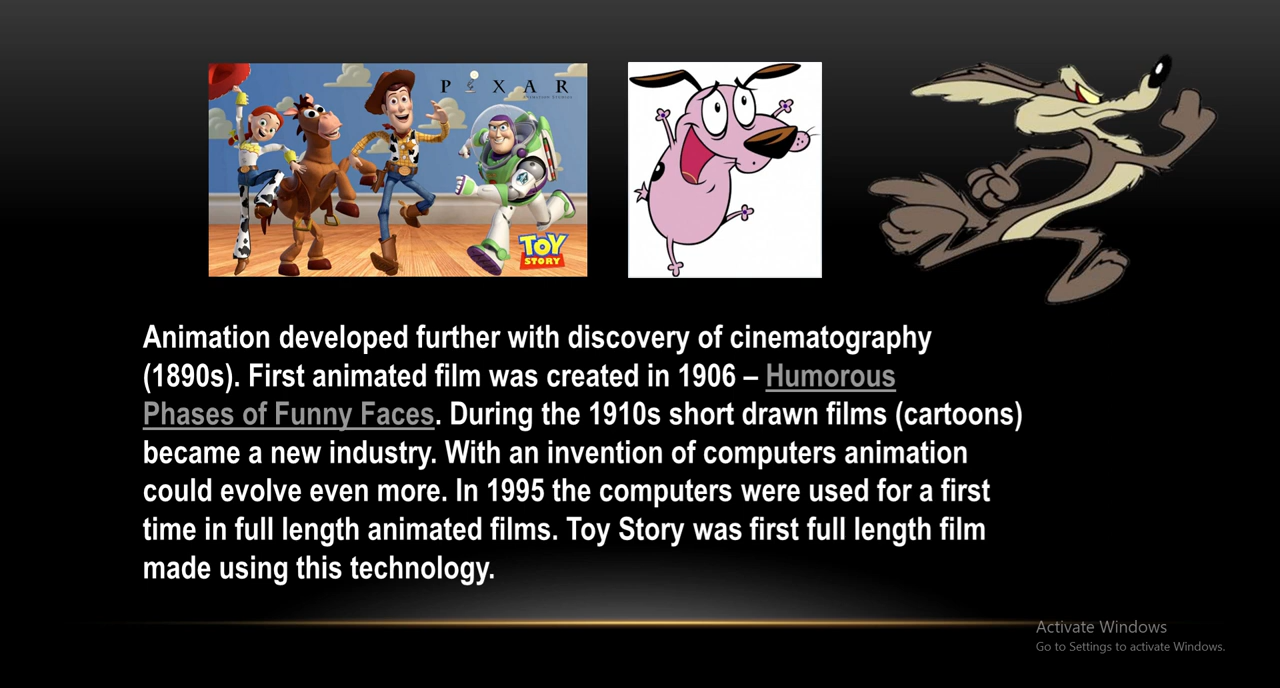 P I X A R
TOY
STORY
Animation developed further with discovery of cinematography
(1890s). First animated film was created in 1906 – Humorous
Phases of Funny Faces. During the 1910s short drawn films (cartoons)
became a new industry. With an invention of computers animation
could evolve even more. In 1995 the computers were used for a first
time in full length animated films. Toy Story was first full length film
made using this technology.
Activate Windows
Go to Settings to activate Windows.